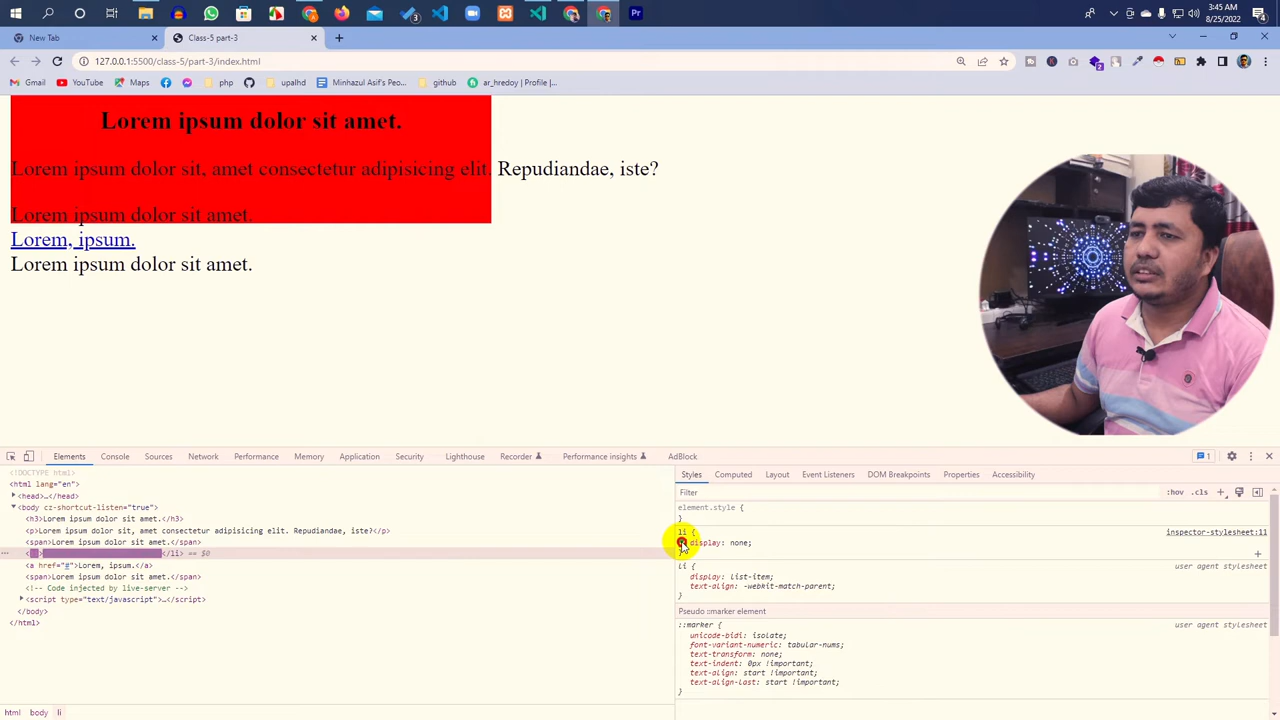 3:45 AM
8/25/2022
New Tab
Class-5 part-3
127.0.0.1:5500/class-5/part-3/index.html
Gmail YouTube Maps php upalhd Minhazul Asif's Peo... github ar_hredoy | Profile |...
Lorem ipsum dolor sit amet.
Lorem ipsum dolor sit, amet consectetur adipisicing elit. Repudiandae, iste?
Lorem ipsum dolor sit amet.
Lorem, ipsum.
Lorem ipsum dolor sit amet.
Elements Console Sources Network Performance Memory Application Security Lighthouse Recorder Performance insights AdBlock 1
<!DOCTYPE html>
<html lang="en">
<head>…</head>
<body cz-shortcut-listen="true">
<h3>Lorem ipsum dolor sit amet.</h3>
<p>Lorem ipsum dolor sit, amet consectetur adipisicing elit. Repudiandae, iste?</p>
<span>Lorem ipsum dolor sit amet.</span>
</li> == $0
<a href="#">Lorem, ipsum.</a>
<span>Lorem ipsum dolor sit amet.</span>
<!-- Code injected by live-server -->
<script type="text/javascript">…</script>
</body>
</html>
html body li
Styles Computed Layout Event Listeners DOM Breakpoints Properties Accessibility
Filter :hov .cls
element.style {
}
li { inspector-stylesheet:11
display: none;
}
li { user agent stylesheet
display: list-item;
text-align: -webkit-match-parent;
}
Pseudo ::marker element
::marker { user agent stylesheet
unicode-bidi: isolate;
font-variant-numeric: tabular-nums;
text-transform: none;
text-indent: 0px !important;
text-align: start !important;
text-align-last: start !important;
}